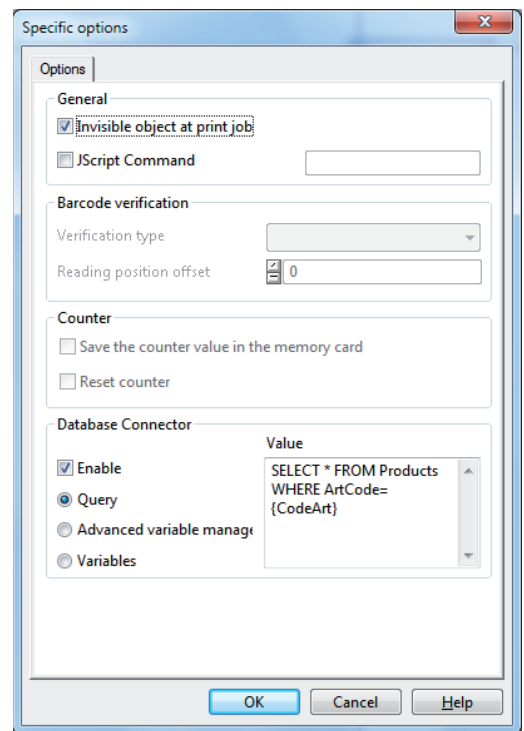 Specific options
Options
General
Invisible object at print job
JScript Command
Barcode verification
Verification type
Reading position offset
0
Counter
Save the counter value in the memory card
Reset counter
Database Connector
Value
Enable
Query
Advanced variable manage
Variables
SELECT * FROM Products
WHERE ArtCode=
{CodeArt}
OK
Cancel
Help